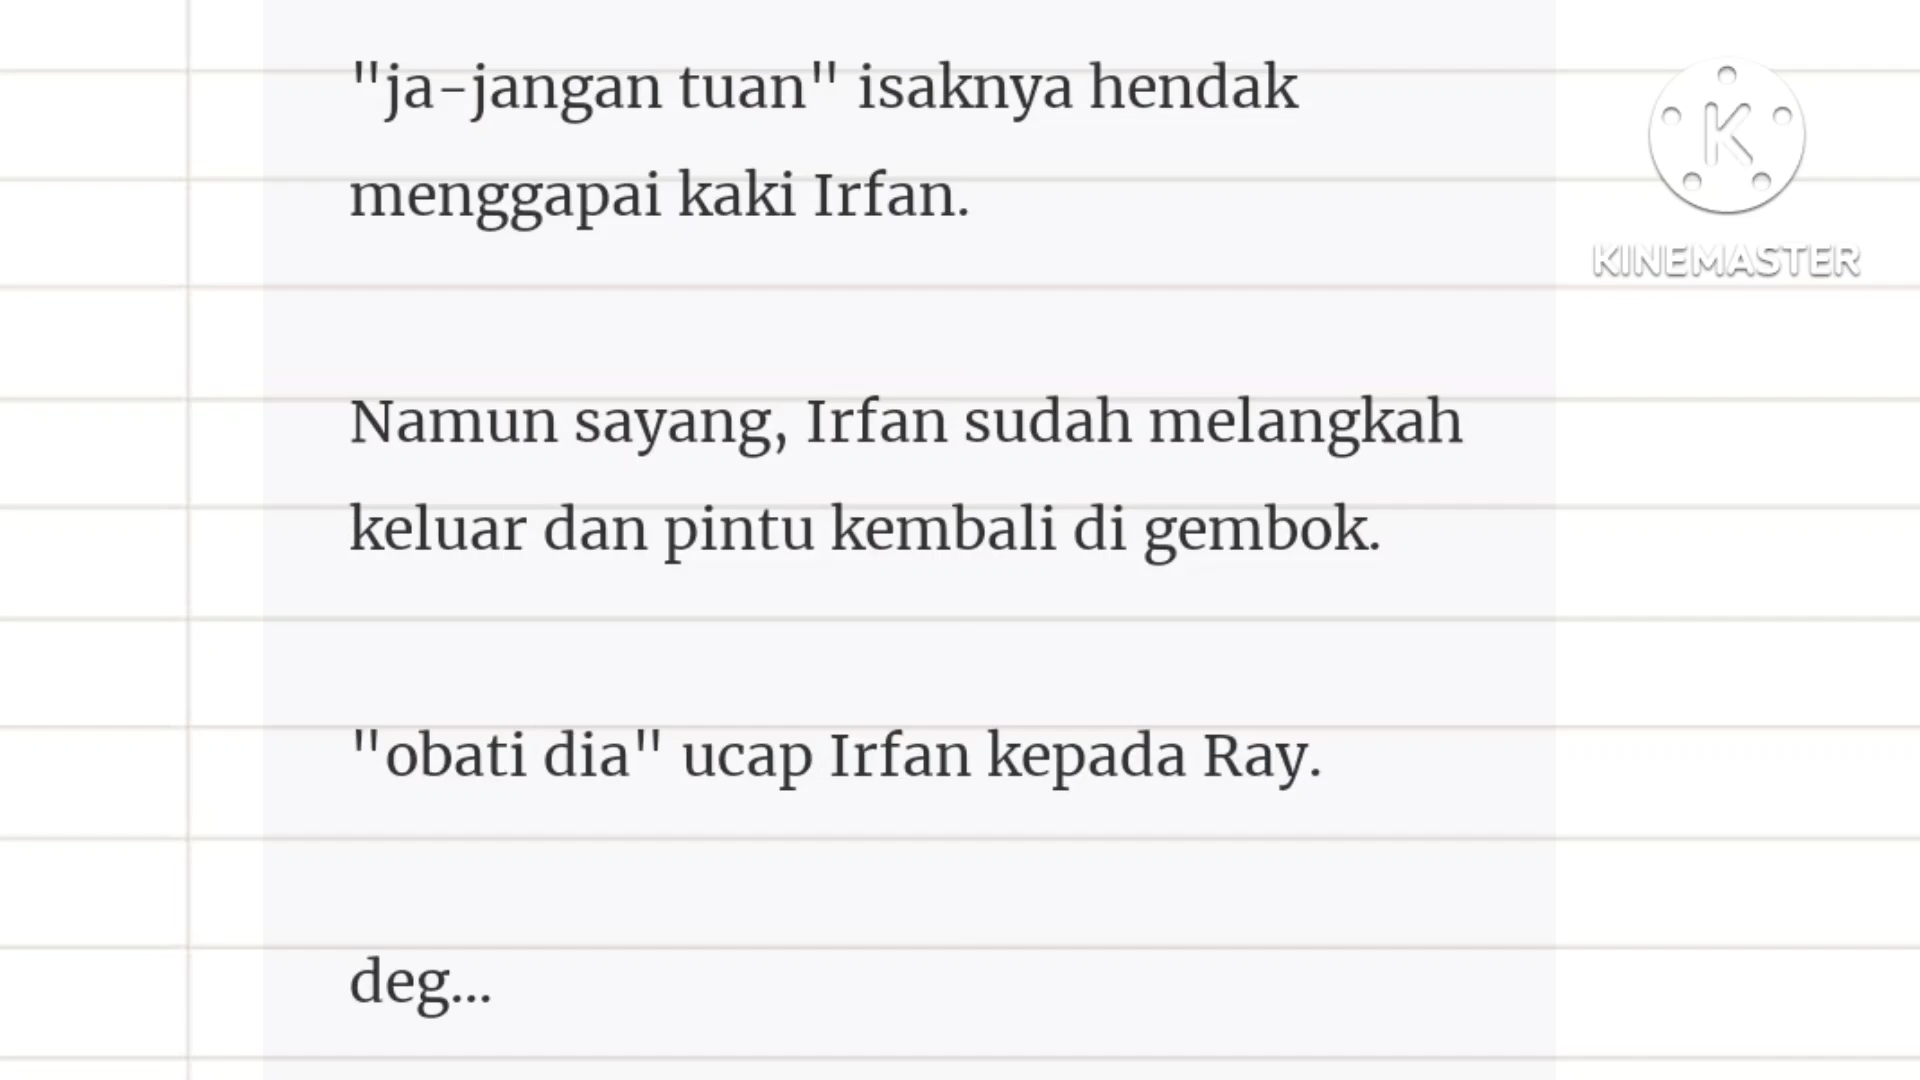 "ja-jangan tuan" isaknya hendak
menggapai kaki Irfan.
Namun sayang, Irfan sudah melangkah
keluar dan pintu kembali di gembok.
"obati dia" ucap Irfan kepada Ray.
deg...
K
KINEMASTER